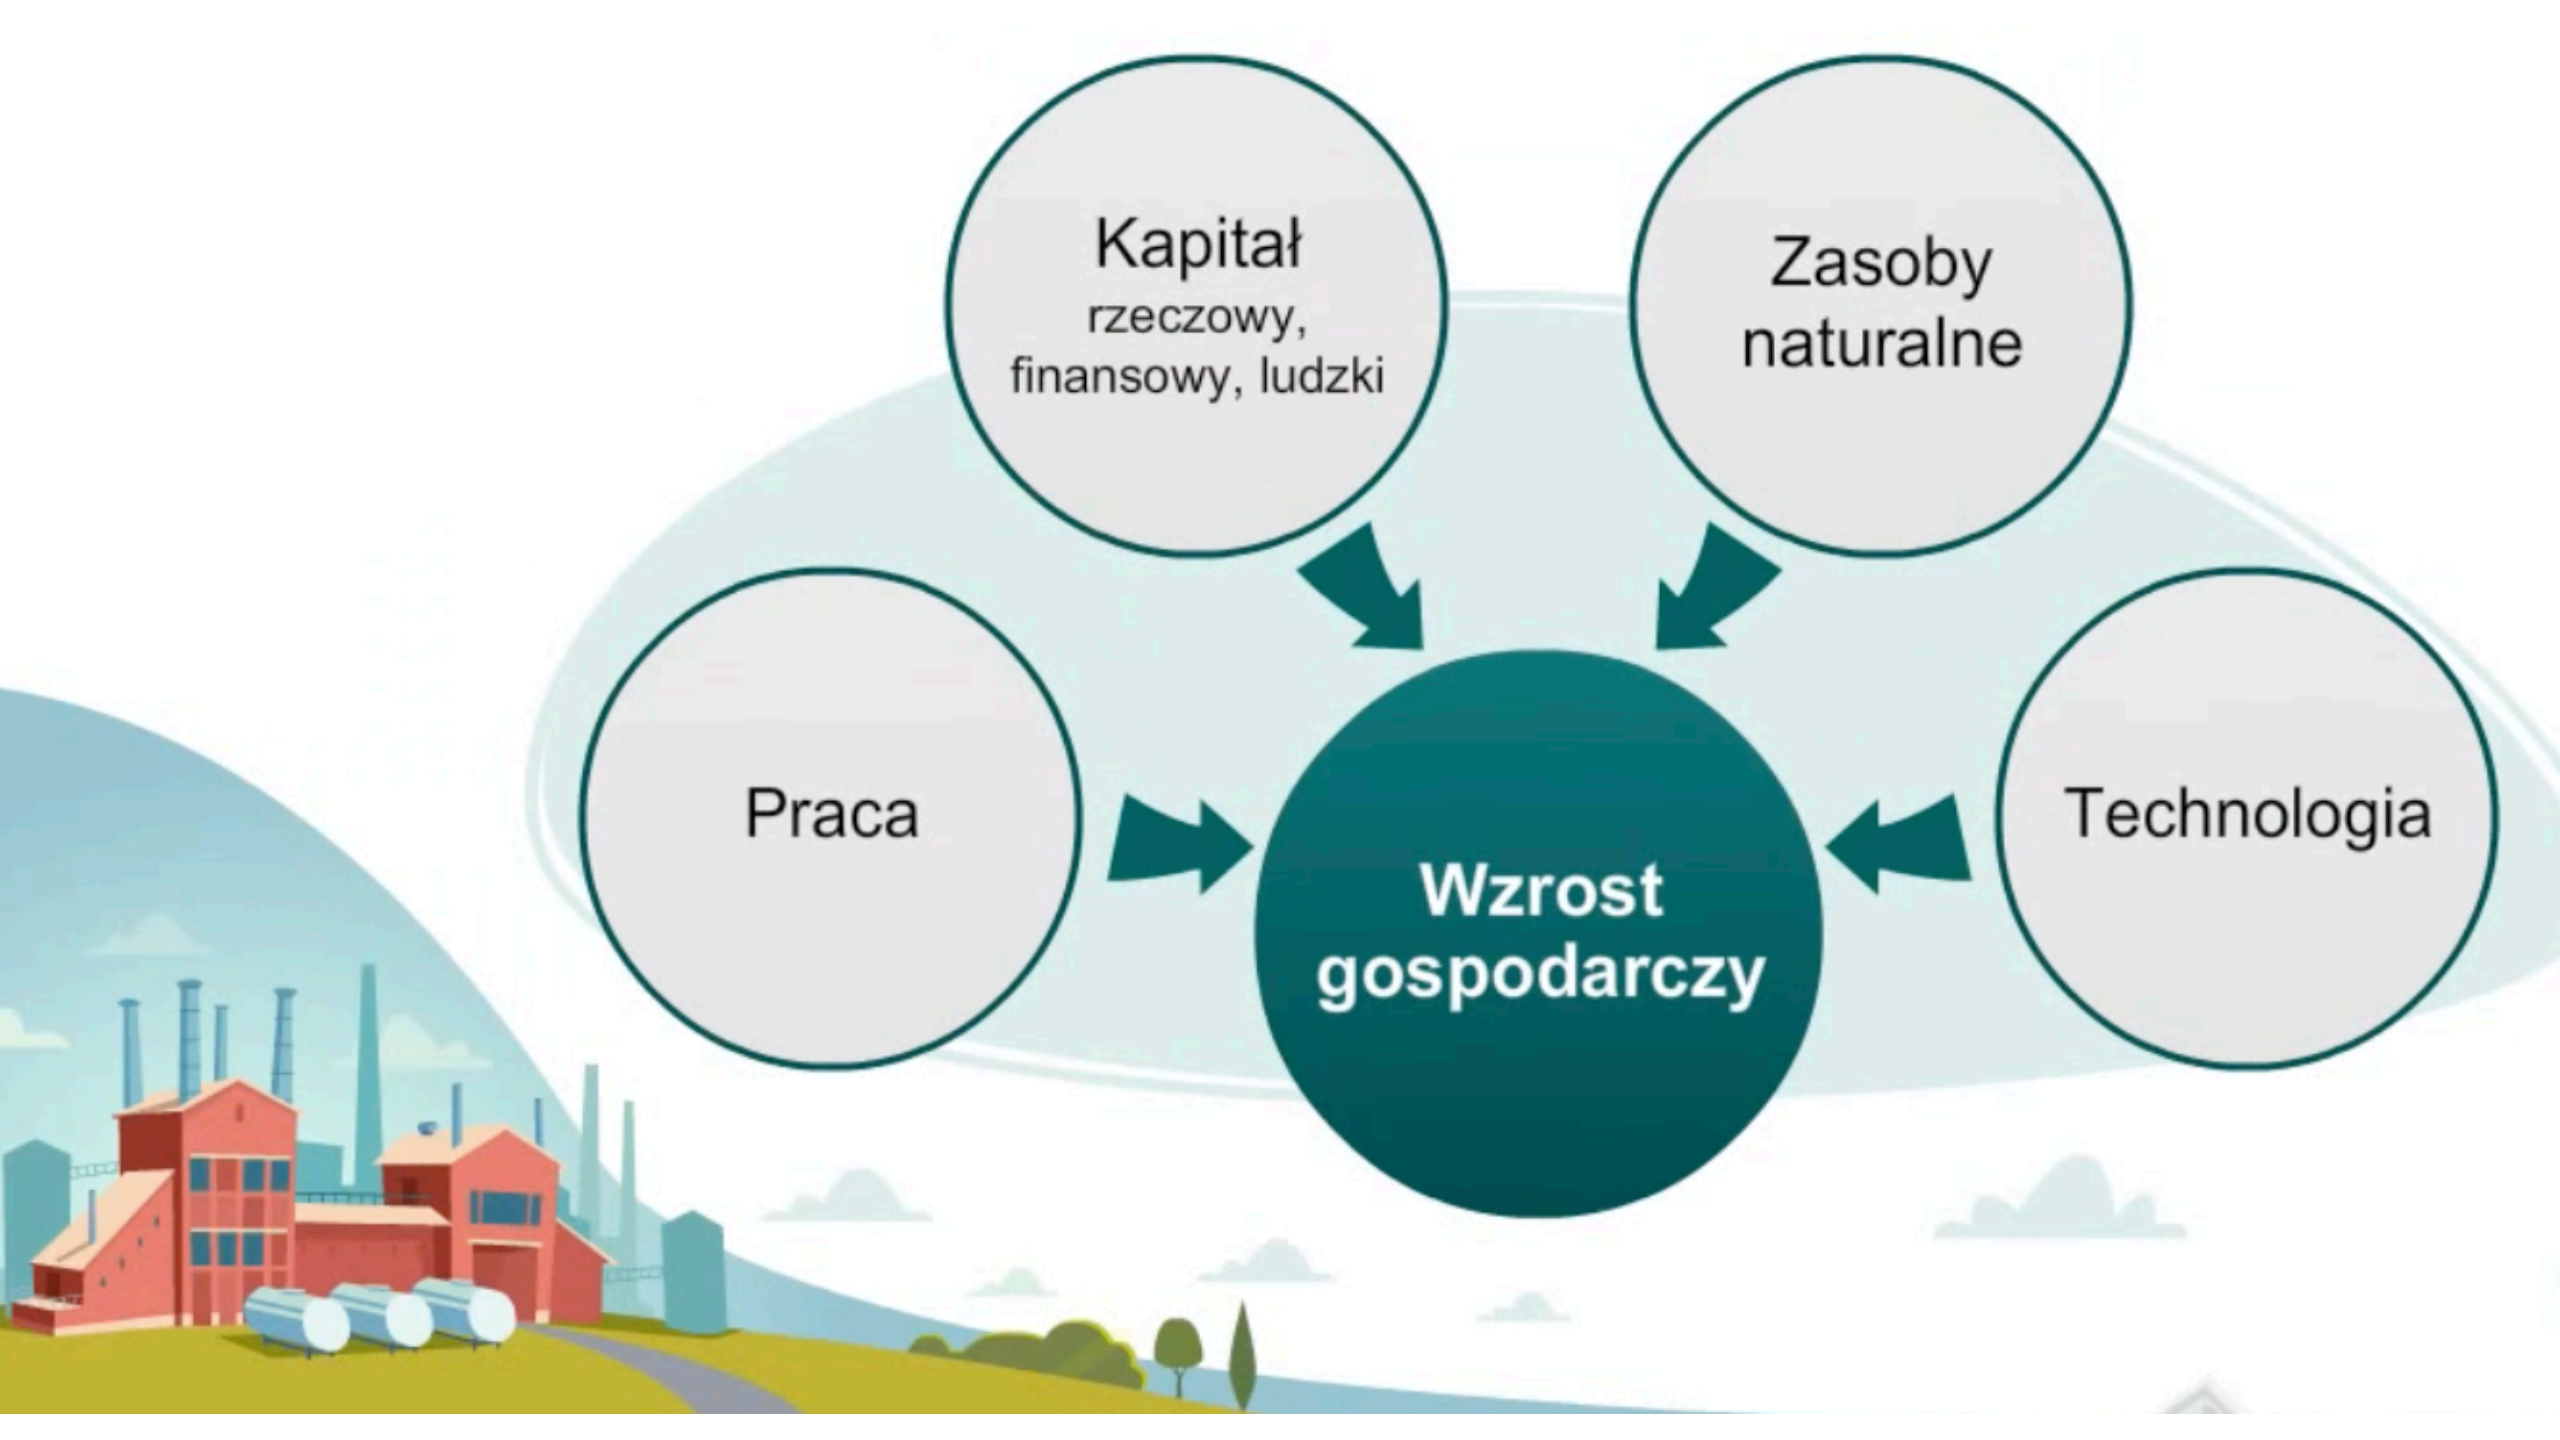 Kapitał
rzeczowy,
finansowy, ludzki
Zasoby
naturalne
Praca
Technologia
Wzrost
gospodarczy